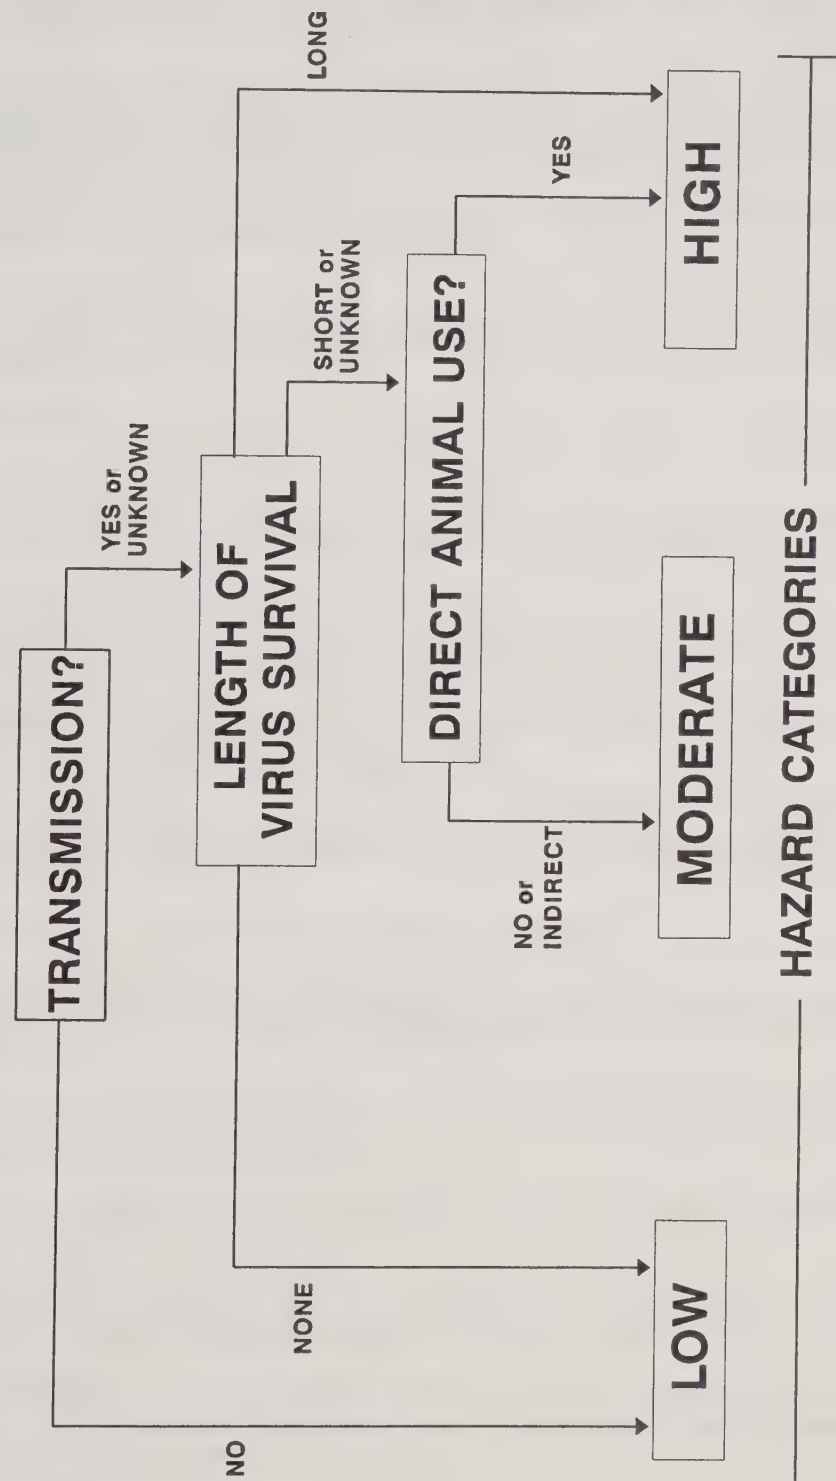 TRANSMISSION?
NO
YES or
UNKNOWN
LENGTH OF
VIRUS SURVIVAL
NONE
SHORT or
UNKNOWN
LONG
DIRECT ANIMAL USE?
NO or
INDIRECT
YES
LOW
MODERATE
HIGH
HAZARD CATEGORIES